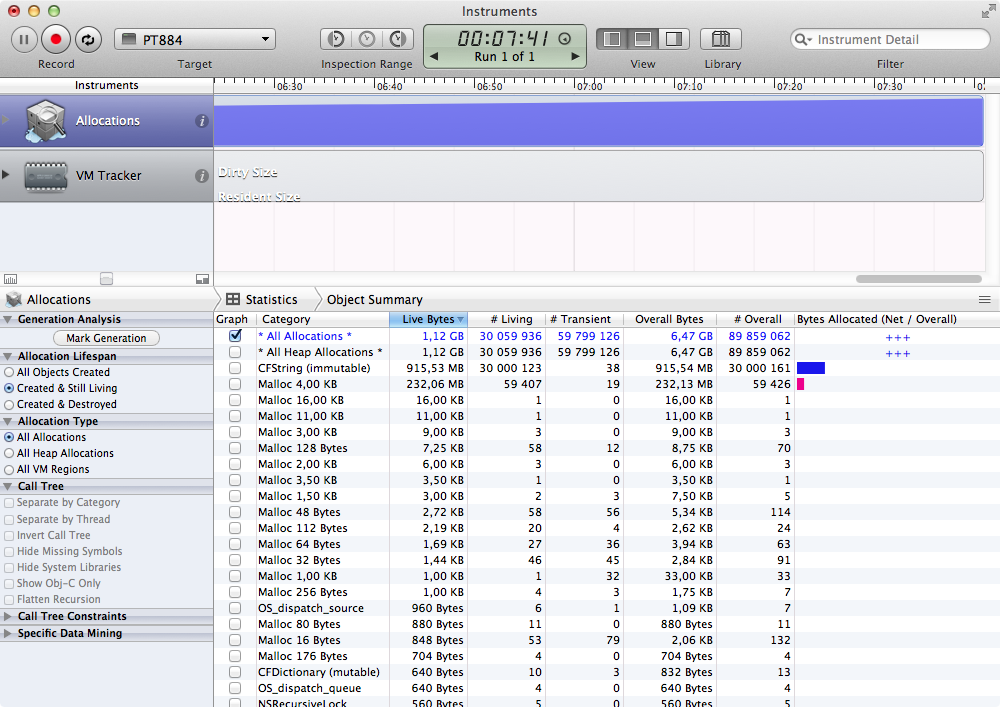 Instruments
PT884
00:07:41
Run 1 of 1
Instrument Detail
Record
Target
Inspection Range
View
Library
Filter
Instruments
06:30 06:40 06:50 07:00 07:10 07:20 07:30
Allocations
VM Tracker
Dirty Size
Resident Size
Allocations
Statistics
Object Summary
Generation Analysis
Mark Generation
Allocation Lifespan
All Objects Created
Created & Still Living
Created & Destroyed
Allocation Type
All Allocations
All Heap Allocations
All VM Regions
Call Tree
Separate by Category
Separate by Thread
Invert Call Tree
Hide Missing Symbols
Hide System Libraries
Show Obj-C Only
Flatten Recursion
Call Tree Constraints
Specific Data Mining
Graph Category Live Bytes # Living # Transient Overall Bytes # Overall Bytes Allocated (Net / Overall)
* All Allocations * 1,12 GB 30 059 936 59 799 126 6,47 GB 89 859 062 +++
* All Heap Allocations * 1,12 GB 30 059 936 59 799 126 6,47 GB 89 859 062 +++
CFString (immutable) 915,53 MB 30 000 123 38 915,54 MB 30 000 161
Malloc 4,00 KB 232,06 MB 59 407 19 232,13 MB 59 426
Malloc 16,00 KB 16,00 KB 1 0 16,00 KB 1
Malloc 11,00 KB 11,00 KB 1 0 11,00 KB 1
Malloc 3,00 KB 9,00 KB 3 0 9,00 KB 3
Malloc 128 Bytes 7,25 KB 58 12 8,75 KB 70
Malloc 2,00 KB 6,00 KB 3 0 6,00 KB 3
Malloc 3,50 KB 3,50 KB 1 0 3,50 KB 1
Malloc 1,50 KB 3,00 KB 2 3 7,50 KB 5
Malloc 48 Bytes 2,72 KB 58 56 5,34 KB 114
Malloc 112 Bytes 2,19 KB 20 4 2,62 KB 24
Malloc 64 Bytes 1,69 KB 27 36 3,94 KB 63
Malloc 32 Bytes 1,44 KB 46 45 2,84 KB 91
Malloc 1,00 KB 1,00 KB 1 32 33,00 KB 33
Malloc 256 Bytes 1,00 KB 4 3 1,75 KB 7
OS_dispatch_source 960 Bytes 6 1 1,09 KB 7
Malloc 80 Bytes 880 Bytes 11 0 880 Bytes 11
Malloc 16 Bytes 848 Bytes 53 79 2,06 KB 132
Malloc 176 Bytes 704 Bytes 4 0 704 Bytes 4
CFDictionary (mutable) 640 Bytes 10 3 832 Bytes 13
OS_dispatch_queue 640 Bytes 4 0 640 Bytes 4
NSRecursiveLock 560 Bytes 5 0 560 Bytes 5